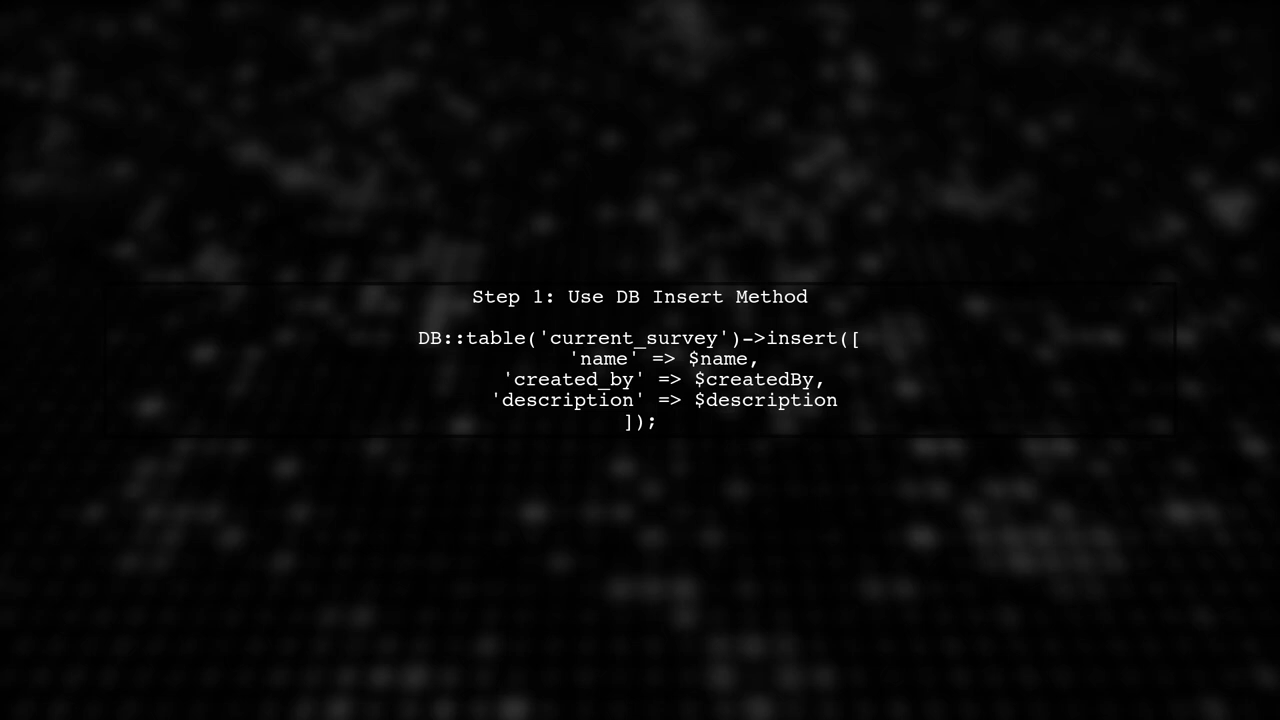 Step 1: Use DB Insert Method
DB::table('current_survey')->insert([
'name' => $name,
'created_by' => $createdBy,
'description' => $description
]);